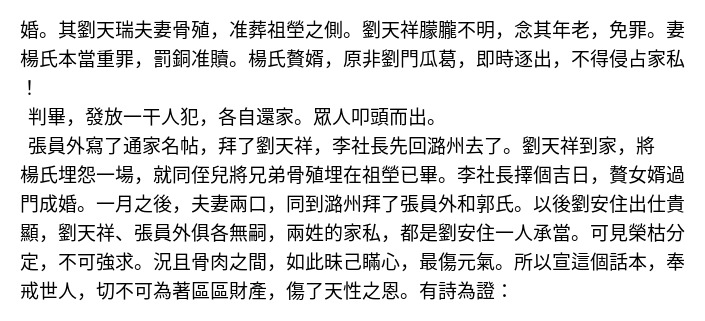 婚。其劉天瑞夫妻骨殖，准葬祖塋之側。劉天祥朦朧不明，念其年老，免罪。妻
楊氏本當重罪，罰銅准贖。楊氏贅婿，原非劉門瓜葛，即時逐出，不得侵占家私
！
判畢，發放一干人犯，各自還家。眾人叩頭而出。
張員外寫了通家名帖，拜了劉天祥，李社長先回潞州去了。劉天祥到家，將
楊氏埋怨一場，就同侄兒將兄弟骨殖埋在祖塋已畢。李社長擇個吉日，贅女婿過
門成婚。一月之後，夫妻兩口，同到潞州拜了張員外和郭氏。以後劉安住出仕貴
顯，劉天祥、張員外俱各無嗣，兩姓的家私，都是劉安住一人承當。可見榮枯分
定，不可強求。況且骨肉之間，如此昧己瞞心，最傷元氣。所以宣這個話本，奉
戒世人，切不可為著區區財產，傷了天性之恩。有詩為證：